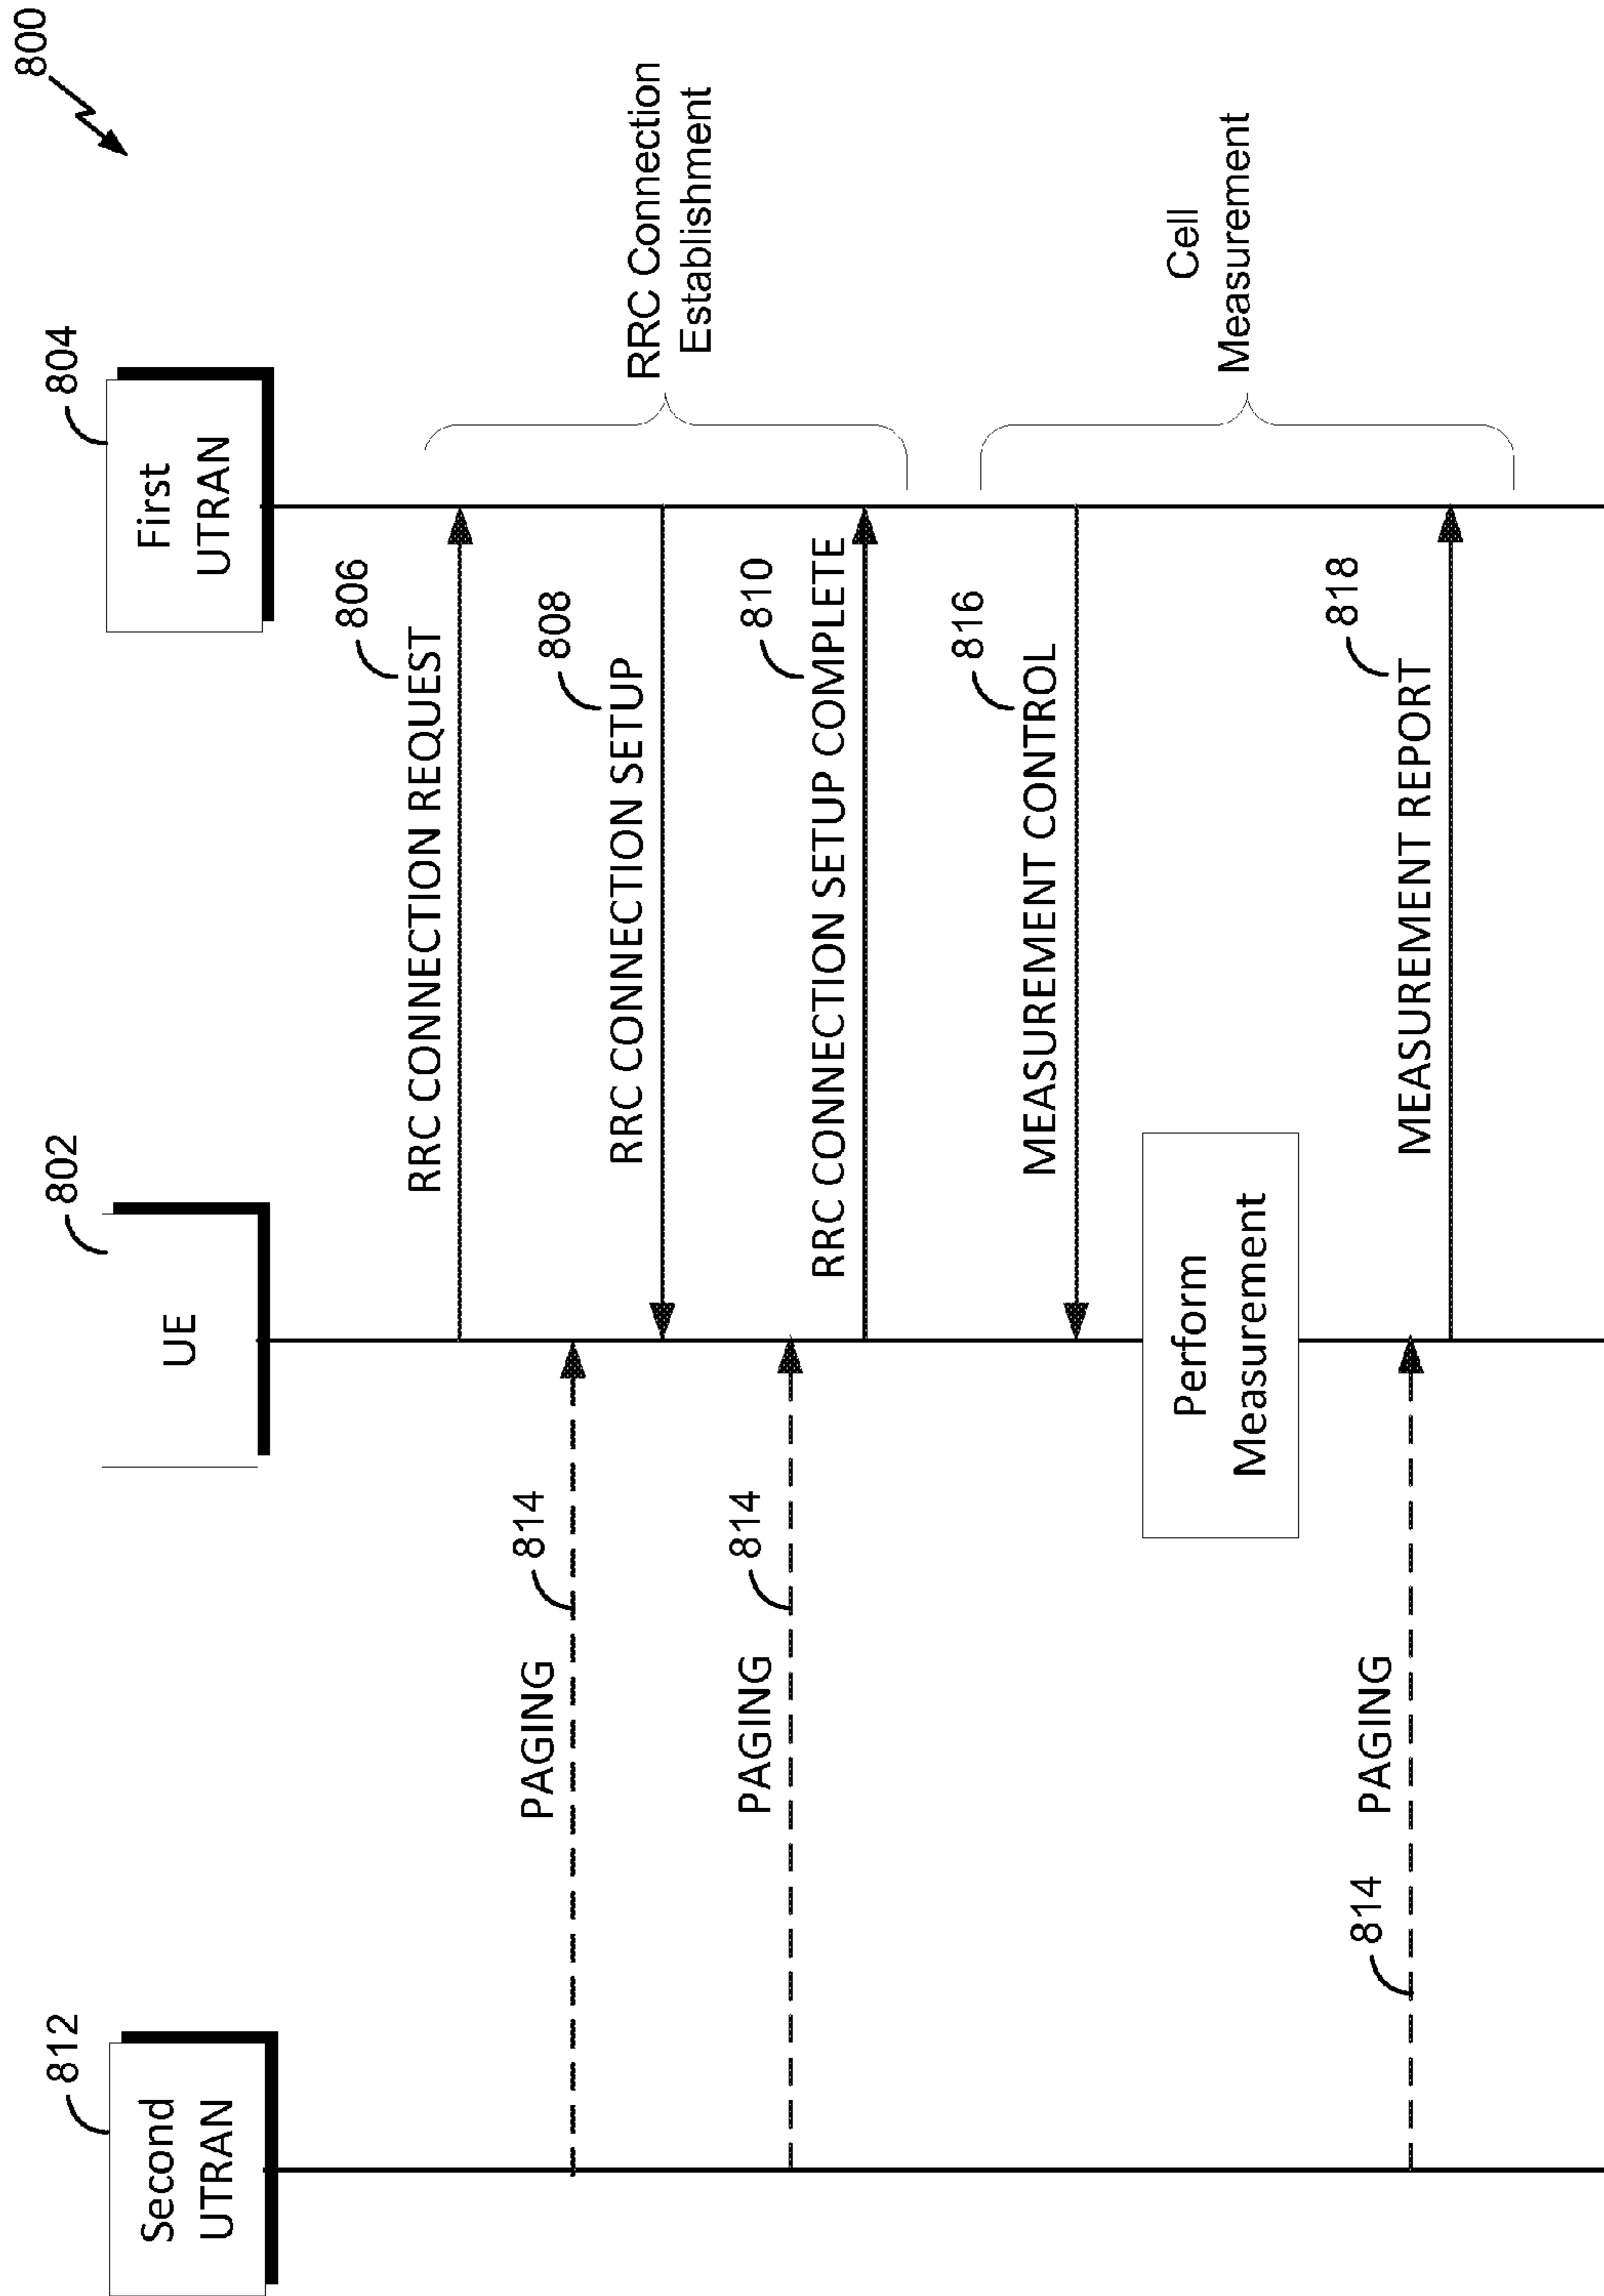 800
812
Second
UTRAN
802
UE
804
First
UTRAN
806
RRC CONNECTION REQUEST
814
PAGING
808
RRC CONNECTION SETUP
RRC Connection
Establishment
814
PAGING
810
RRC CONNECTION SETUP COMPLETE
816
MEASUREMENT CONTROL
Perform
Measurement
Cell
Measurement
814
PAGING
818
MEASUREMENT REPORT